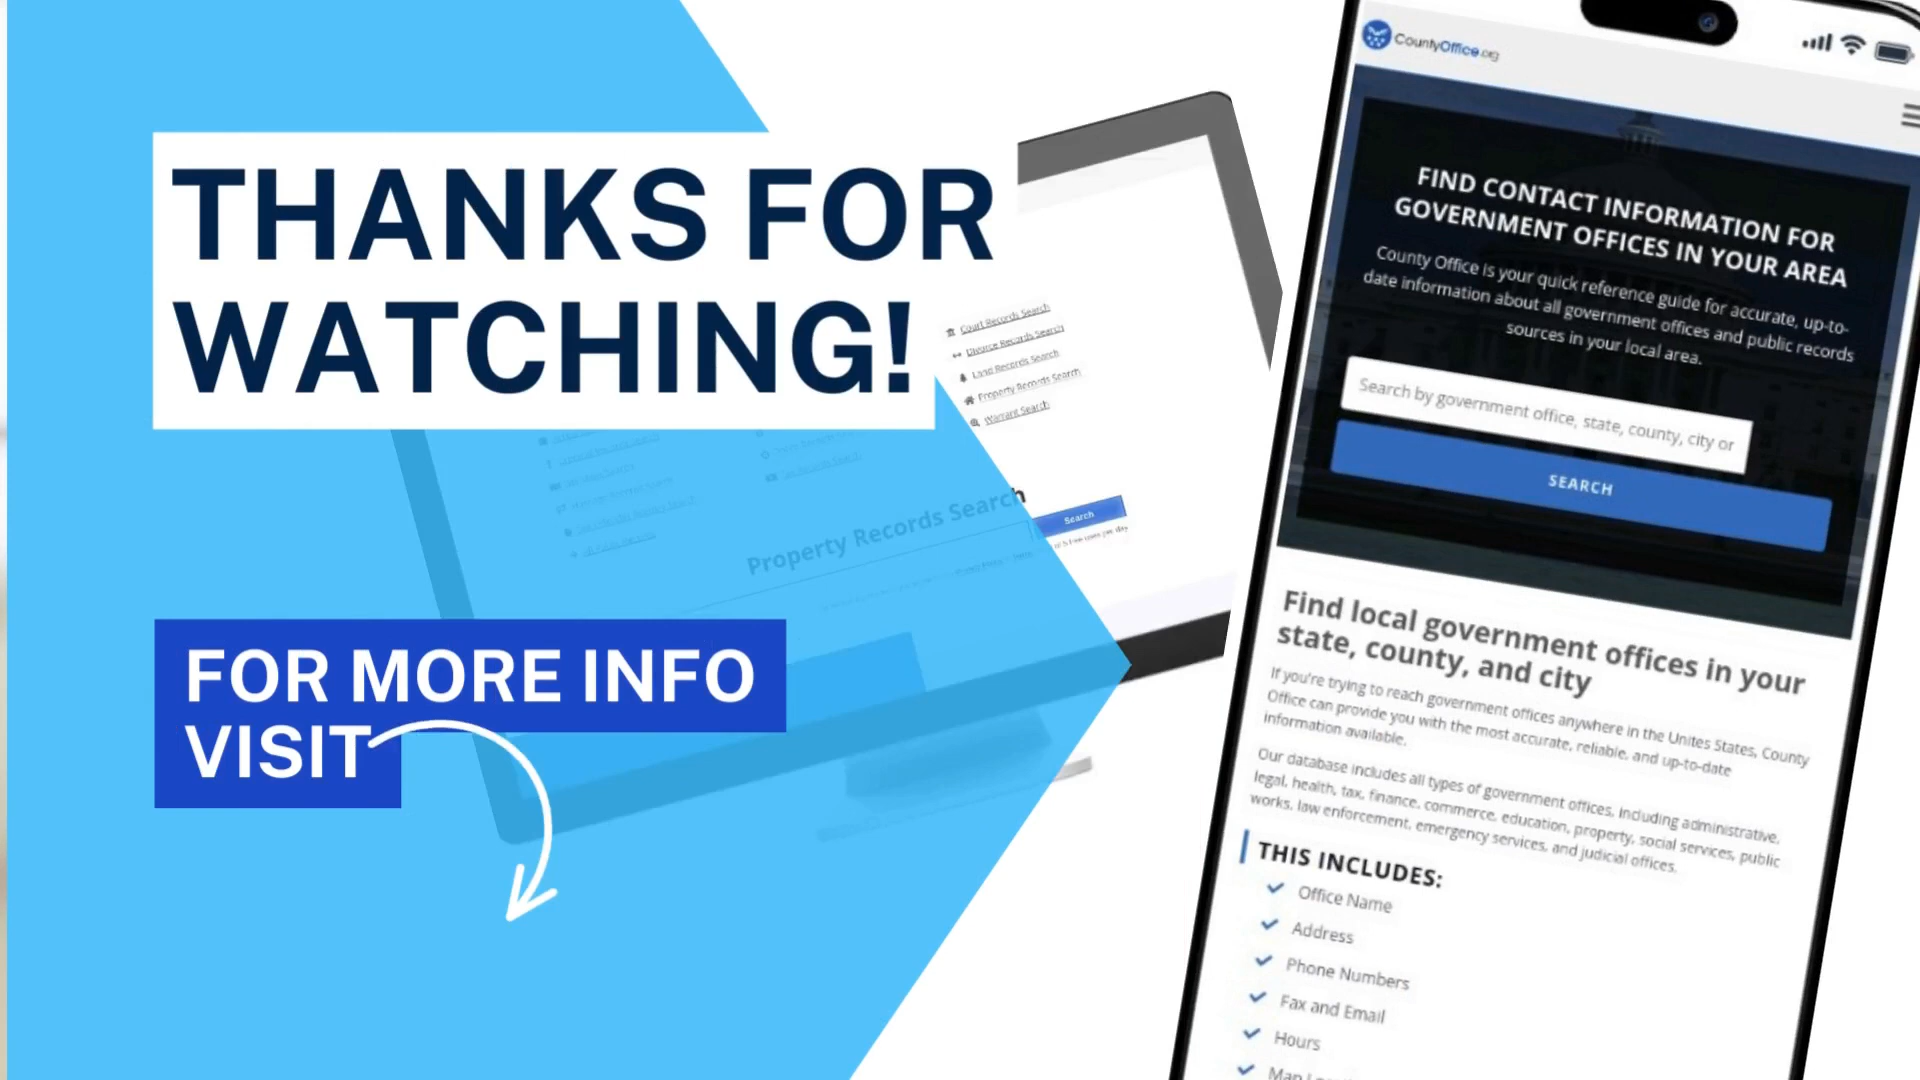 THANKS FOR
WATCHING!
FOR MORE INFO
VISIT
Court Records Search
Divorce Records Search
Land Records Search
Property Records Search
Warrant Search
Property Records Search
Search
CountyOffice.org
FIND CONTACT INFORMATION FOR
GOVERNMENT OFFICES IN YOUR AREA
County Office is your quick reference guide for accurate, up-to-
date information about all government offices and public records
sources in your local area.
Search by government office, state, county, city or
SEARCH
Find local government offices in your
state, county, and city
If you're trying to reach government offices anywhere in the Unites States, County
Office can provide you with the most accurate, reliable, and up-to-date
information available.
Our database includes all types of government offices, including administrative,
legal, health, tax, finance, commerce, education, property, social services, public
works, law enforcement, emergency services, and judicial offices.
THIS INCLUDES:
Office Name
Address
Phone Numbers
Fax and Email
Hours